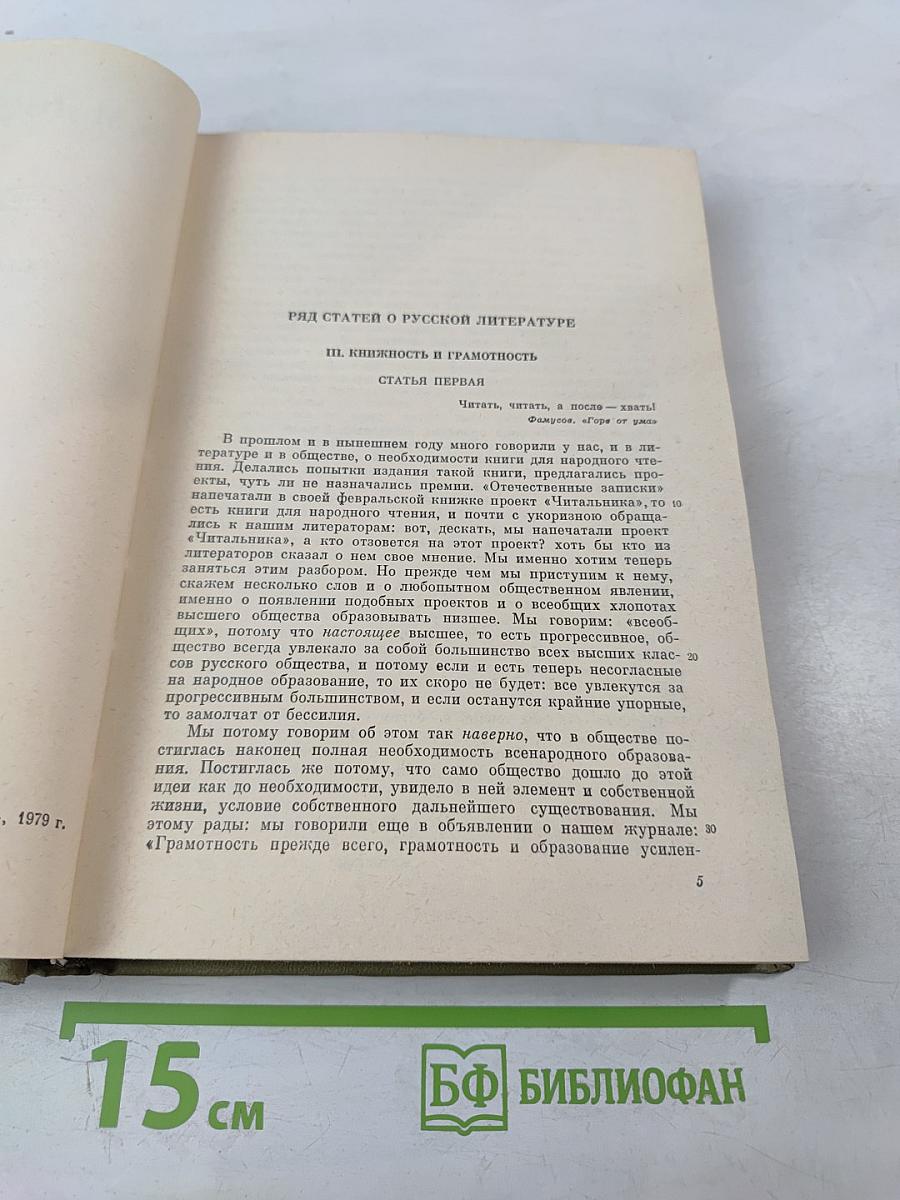 РЯД СТАТЕЙ О РУССКОЙ ЛИТЕРАТУРЕ
III. КНИЖНОСТЬ И ГРАМОТНОСТЬ
СТАТЬЯ ПЕРВАЯ
Читать, читать, а после — хвать!
Фамусов. «Горе от ума»
В прошлом и в нынешнем году много говорили у нас, и в ли-
тературе и в обществе, о необходимости книги для народного чте-
ния. Делались попытки издания такой книги, предлагались про-
екты, чуть ли не назначались премии. «Отечественные записки»
напечатали в своей февральской книжке проект «Читальника», то 10
есть книги для народного чтения, и почти с укоризною обраща-
лись к нашим литераторам: вот, дескать, мы напечатали проект
«Читальника», а кто отзовется на этот проект? хоть бы кто из
литераторов сказал о нем свое мнение. Мы именно хотим теперь
заняться этим разбором. Но прежде чем мы приступим к нему,
скажем несколько слов и о любопытном общественном явлении,
именно о появлении подобных проектов и о всеобщих хлопотах
высшего общества образовывать низшее. Мы говорим: «всеоб-
щих», потому что настоящее высшее, то есть прогрессивное, об-
щество всегда увлекало за собой большинство всех высших клас- 20
сов русского общества, и потому если и есть теперь несогласные
на народное образование, то их скоро не будет: все увлекутся за
прогрессивным большинством, и если останутся крайние упорные,
то замолчат от бессилия.
Мы потому говорим об этом так наверно, что в обществе по-
стиглась наконец полная необходимость всенародного образова-
ния. Постиглась же потому, что само общество дошло до этой
идеи как до необходимости, увидело в ней элемент и собственной
жизни, условие собственного дальнейшего существования. Мы
этому рады: мы говорили еще в объявлении о нашем журнале: 30
«Грамотность прежде всего, грамотность и образование усилен-
5
, 1979 г.
15 см
БФ БИБЛИОФАН